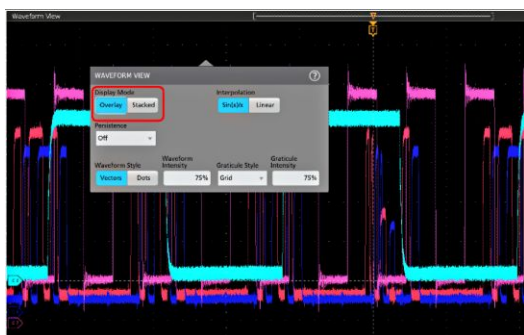 Waveform View
WAVEFORM VIEW
Display Mode
Interpolation
Overlay Stacked
Sin(x)/x Linear
Persistence
Off
Waveform Style
Waveform Intensity
Graticule Style
Graticule Intensity
Vectors Dots
75%
Grid
75%